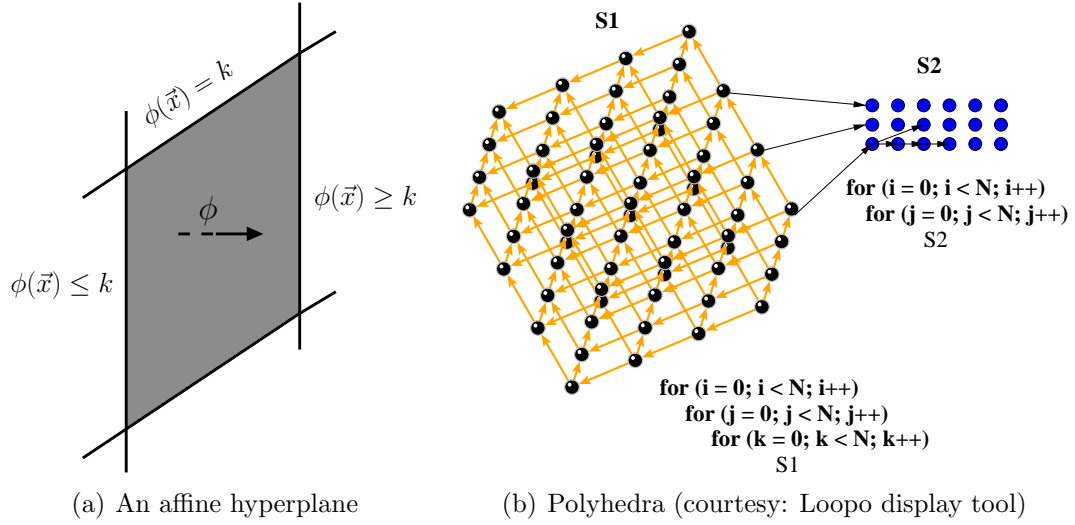 ϕ(x⃗) = k
ϕ
ϕ(x⃗) ≥ k
ϕ(x⃗) ≤ k
(a) An affine hyperplane
S1
S2
for (i = 0; i < N; i++)
for (j = 0; j < N; j++)
S2
for (i = 0; i < N; i++)
for (j = 0; j < N; j++)
for (k = 0; k < N; k++)
S1
(b) Polyhedra (courtesy: Loopo display tool)